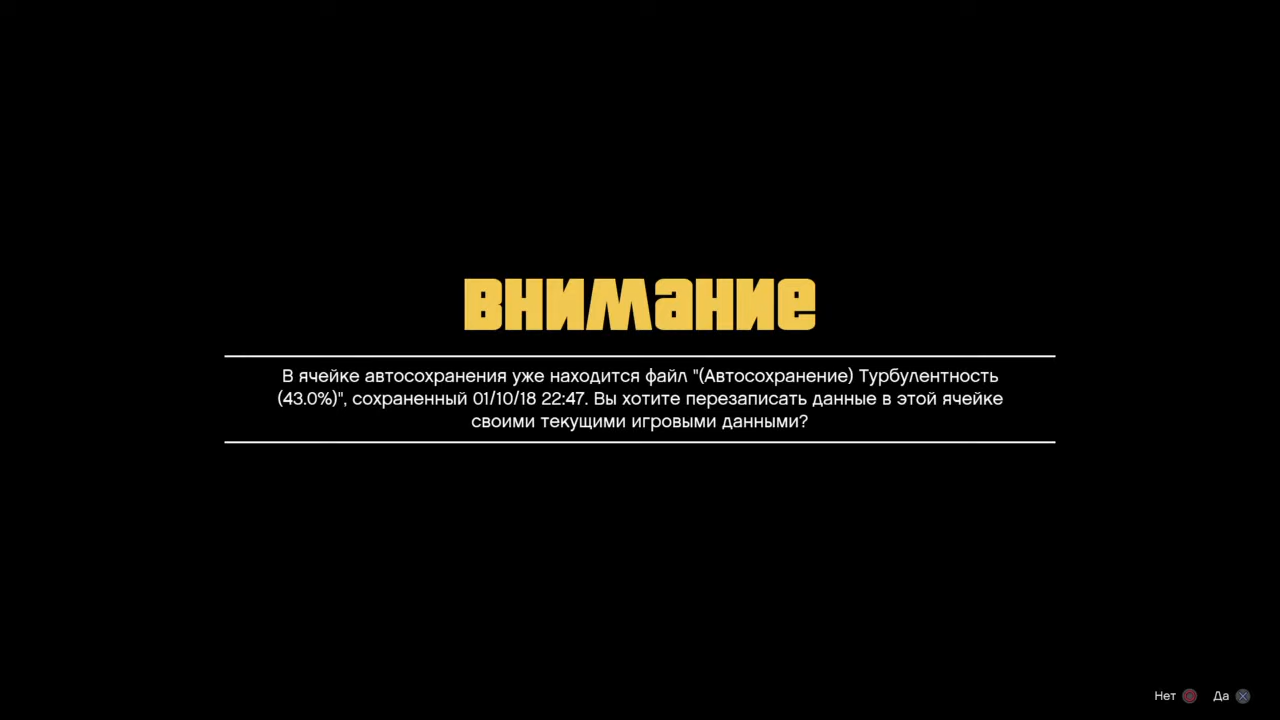 внимание
В ячейке автосохранения уже находится файл "(Автосохранение) Турбулентность
(43.0%)", сохраненный 01/10/18 22:47. Вы хотите перезаписать данные в этой ячейке
своими текущими игровыми данными?
Нет Да